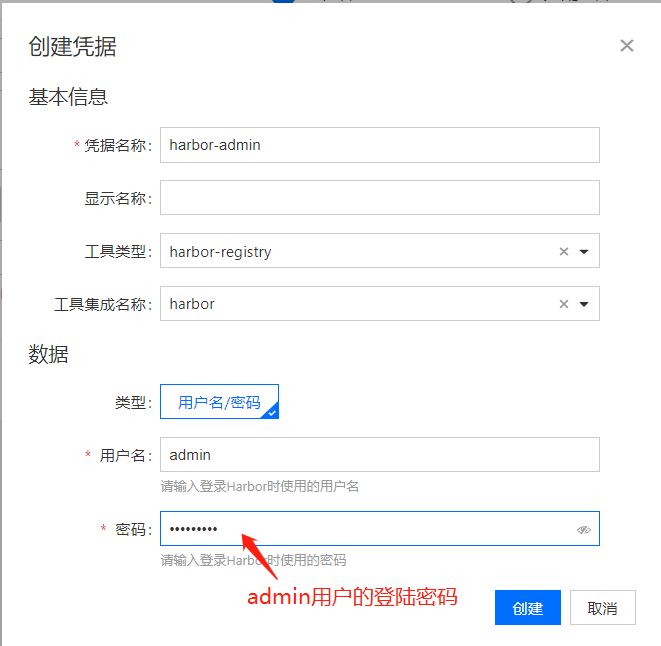 创建凭据
基本信息
* 凭据名称: harbor-admin
显示名称:
工具类型: harbor-registry
工具集成名称: harbor
数据
类型: 用户名/密码
* 用户名: admin
请输入登录Harbor时使用的用户名
* 密码: •••••••••
请输入登录Harbor时使用的密码
admin用户的登陆密码
创建 取消